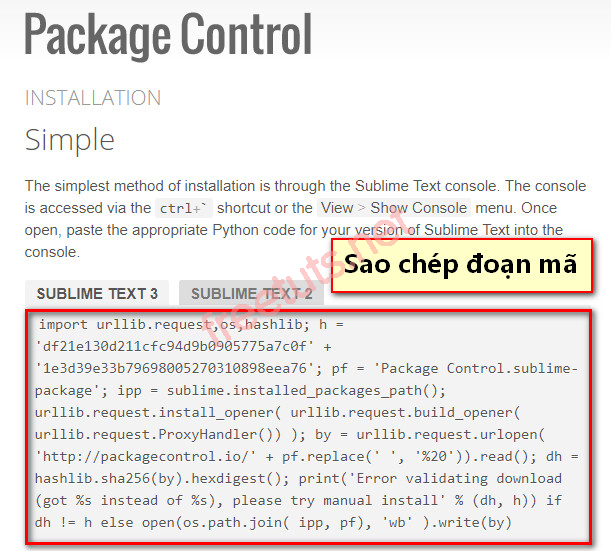 Package Control
INSTALLATION
Simple
The simplest method of installation is through the Sublime Text console. The console
is accessed via the ctrl+` shortcut or the View > Show Console menu. Once
open, paste the appropriate Python code for your version of Sublime Text into the
console.
Sao chép đoạn mã
SUBLIME TEXT 3 SUBLIME TEXT 2
import urllib.request,os,hashlib; h =
'df21e130d211cfc94d9b0905775a7c0f' +
'1e3d39e33b79698005270310898eea76'; pf = 'Package Control.sublime-
package'; ipp = sublime.installed_packages_path();
urllib.request.install_opener( urllib.request.build_opener(
urllib.request.ProxyHandler()) ); by = urllib.request.urlopen(
'http://packagecontrol.io/' + pf.replace(' ', '%20')).read(); dh =
hashlib.sha256(by).hexdigest(); print('Error validating download
(got %s instead of %s), please try manual install' % (dh, h)) if
dh != h else open(os.path.join( ipp, pf), 'wb' ).write(by)
freetuts.net